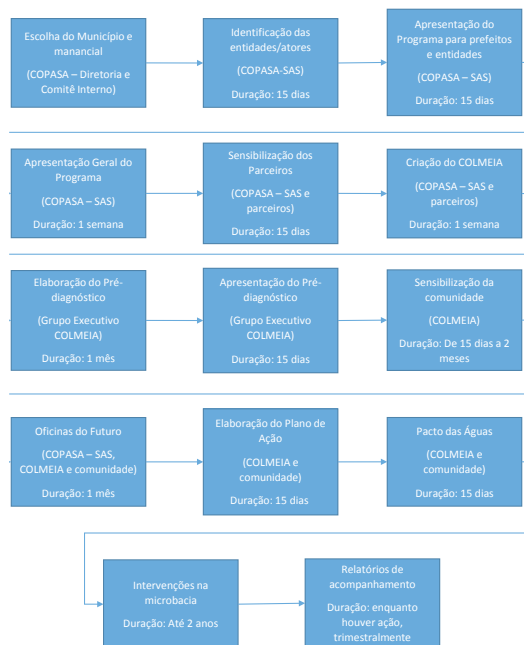 Escolha do Município e
manancial
(COPASA – Diretoria e
Comitê Interno)
Identificação das
entidades/atores
(COPASA-SAS)
Duração: 15 dias
Apresentação do
Programa para prefeitos
e entidades
(COPASA – SAS)
Duração: 15 dias
Apresentação Geral do
Programa
(COPASA – SAS)
Duração: 1 semana
Sensibilização dos
Parceiros
(COPASA – SAS e
parceiros)
Duração: 15 dias
Criação do COLMEIA
(COPASA – SAS e
parceiros)
Duração: 1 semana
Elaboração do Pré-
diagnóstico
(Grupo Executivo
COLMEIA)
Duração: 1 mês
Apresentação do Pré-
diagnóstico
(Grupo Executivo
COLMEIA)
Duração: 15 dias
Sensibilização da
comunidade
(COLMEIA)
Duração: De 15 dias a 2
meses
Oficinas do Futuro
(COPASA – SAS,
COLMEIA e comunidade)
Duração: 1 mês
Elaboração do Plano de
Ação
(COLMEIA e
comunidade)
Duração: 15 dias
Pacto das Águas
(COLMEIA e
comunidade)
Duração: 15 dias
Intervenções na
microbacia
Duração: Até 2 anos
Relatórios de
acompanhamento
Duração: enquanto
houver ação,
trimestralmente